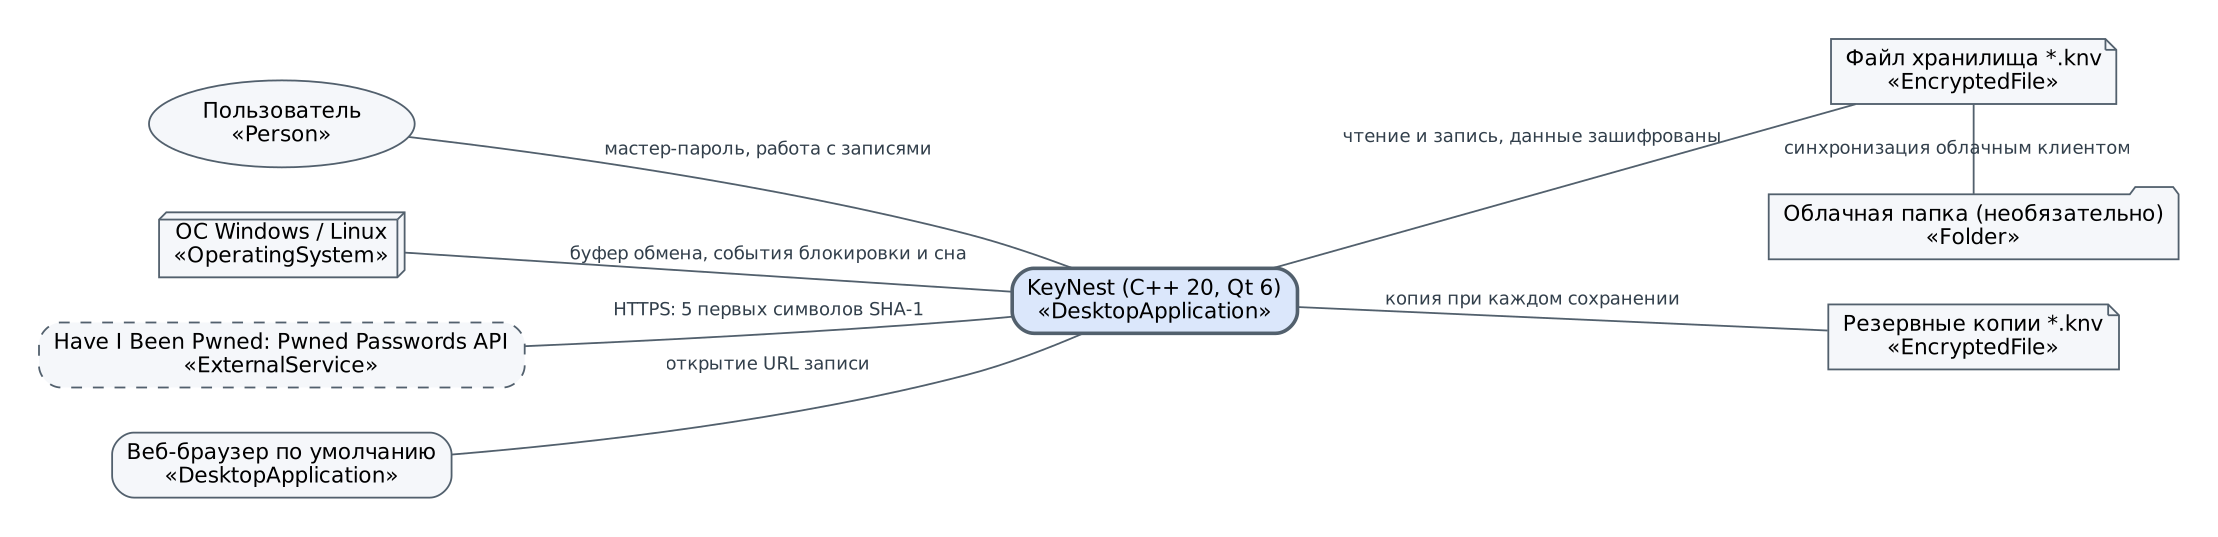 Пользователь
«Person»
мастер-пароль, работа с записями
ОС Windows / Linux
«OperatingSystem»
буфер обмена, события блокировки и сна
Have I Been Pwned: Pwned Passwords API
«ExternalService»
HTTPS: 5 первых символов SHA-1
Веб-браузер по умолчанию
«DesktopApplication»
открытие URL записи
KeyNest (C++ 20, Qt 6)
«DesktopApplication»
чтение и запись, данные зашифрованы
Файл хранилища *.knv
«EncryptedFile»
синхронизация облачным клиентом
Облачная папка (необязательно)
«Folder»
копия при каждом сохранении
Резервные копии *.knv
«EncryptedFile»